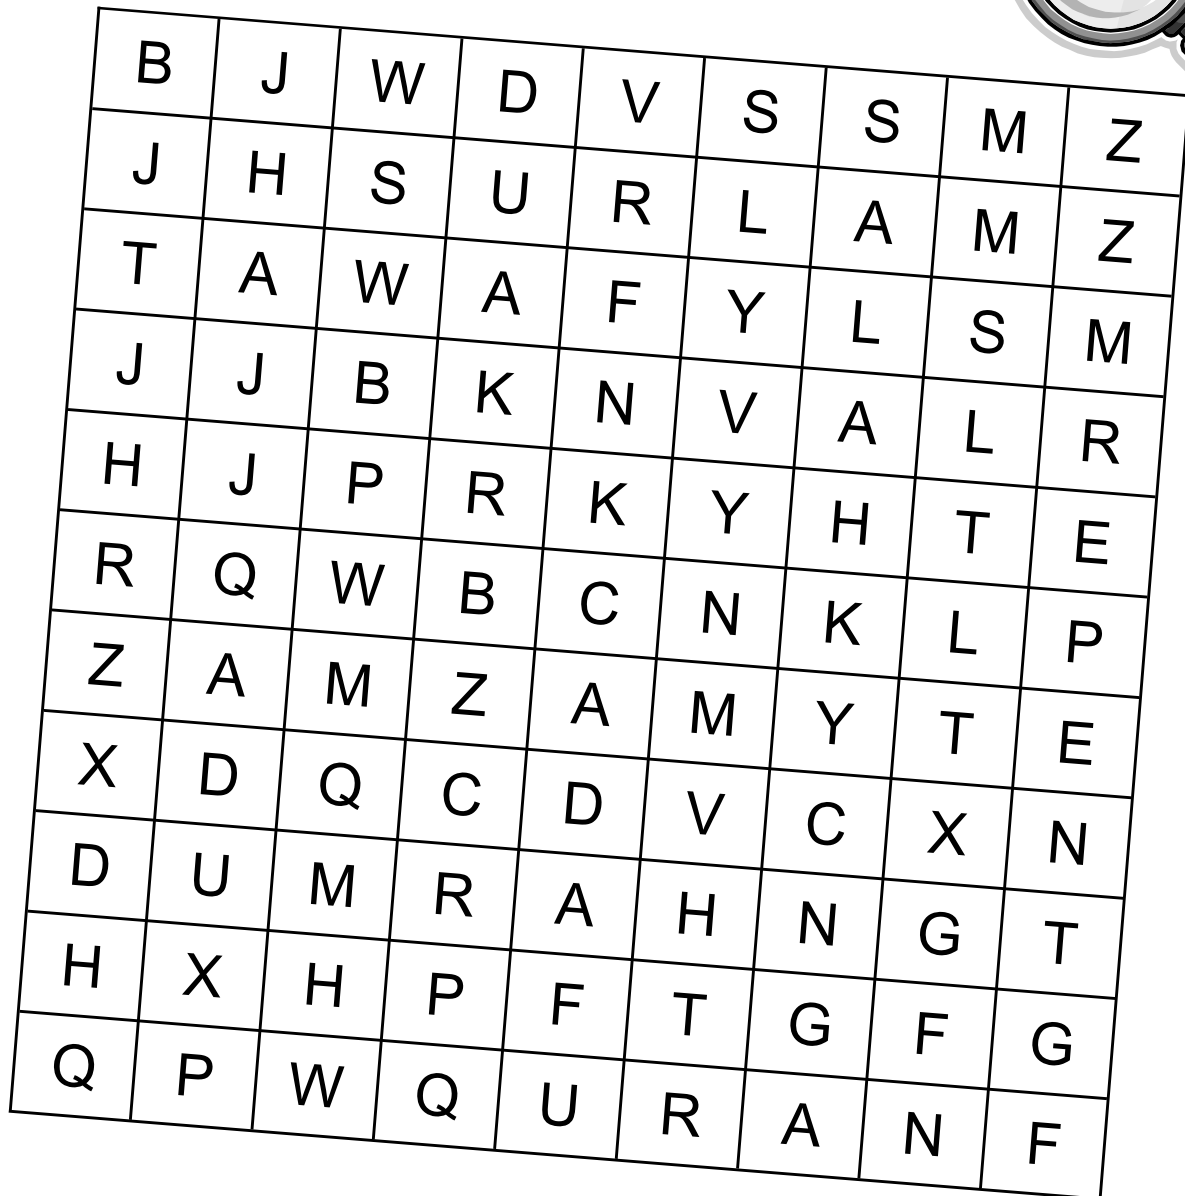 B J W D V S S M Z
J H S U R L A M Z
T A W A F Y L S M
J J B K N V A L R
H J P R K Y H T E
R Q W B C N K L P
Z A M Z A M Y T E
X D Q C D V C X N
D U M R A H N G T
H X H P F T G F G
Q P W Q U R A N F